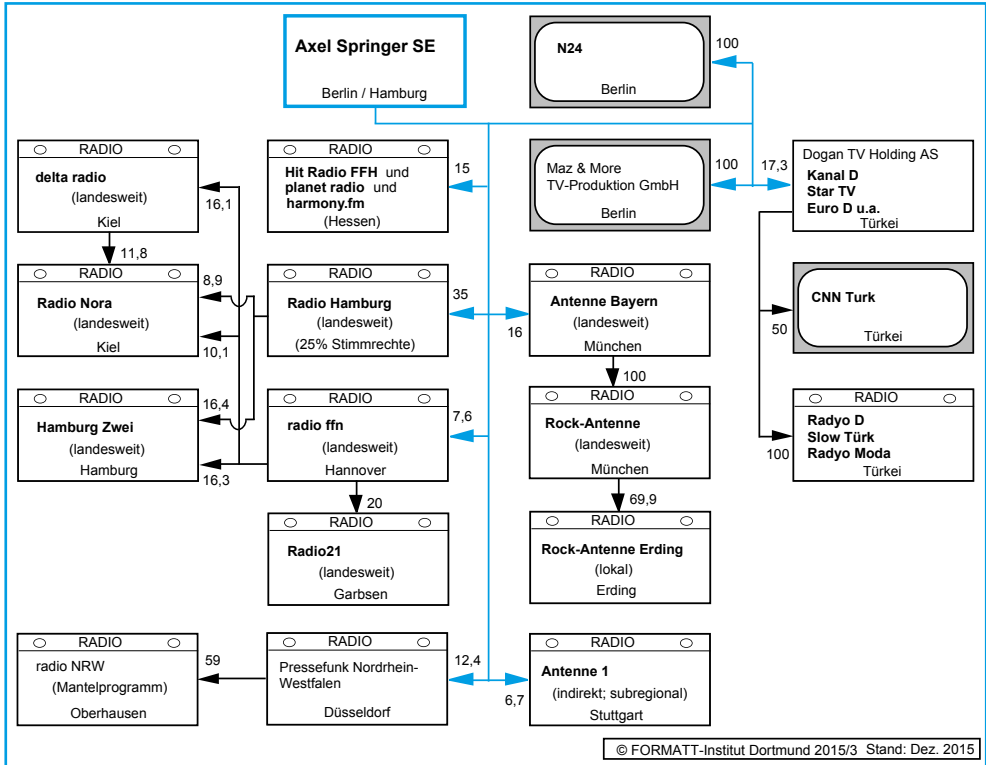 Axel Springer SE
Berlin / Hamburg
N24
Berlin
100
RADIO
delta radio
(landesweit)
Kiel
16,1
11,8
RADIO
Hit Radio FFH und
planet radio und
harmony.fm
(Hessen)
15
Maz & More
TV-Produktion GmbH
Berlin
100
17,3
Dogan TV Holding AS
Kanal D
Star TV
Euro D u.a.
Türkei
RADIO
Radio Nora
(landesweit)
Kiel
8,9
10,1
RADIO
Radio Hamburg
(landesweit)
(25% Stimmrechte)
35
16
RADIO
Antenne Bayern
(landesweit)
München
100
CNN Turk
Türkei
50
RADIO
Hamburg Zwei
(landesweit)
Hamburg
16,4
16,3
RADIO
radio ffn
(landesweit)
Hannover
7,6
20
RADIO
Rock-Antenne
(landesweit)
München
69,9
RADIO
Radyo D
Slow Türk
Radyo Moda
Türkei
100
RADIO
Radio21
(landesweit)
Garbsen
RADIO
Rock-Antenne Erding
(lokal)
Erding
RADIO
radio NRW
(Mantelprogramm)
Oberhausen
59
RADIO
Pressefunk Nordrhein-
Westfalen
Düsseldorf
12,4
6,7
RADIO
Antenne 1
(indirekt; subregional)
Stuttgart
© FORMATT-Institut Dortmund 2015/3 Stand: Dez. 2015